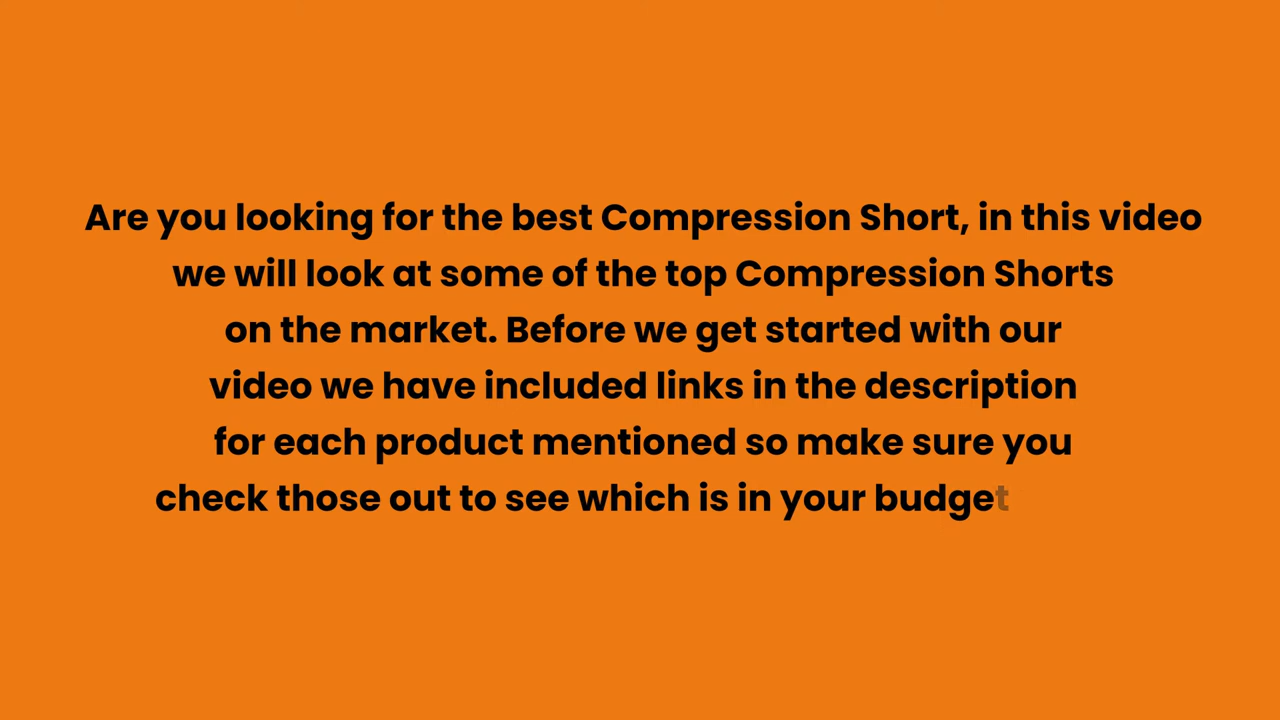 Are you looking for the best Compression Short, in this video
we will look at some of the top Compression Shorts
on the market. Before we get started with our
video we have included links in the description
for each product mentioned so make sure you
check those out to see which is in your budget